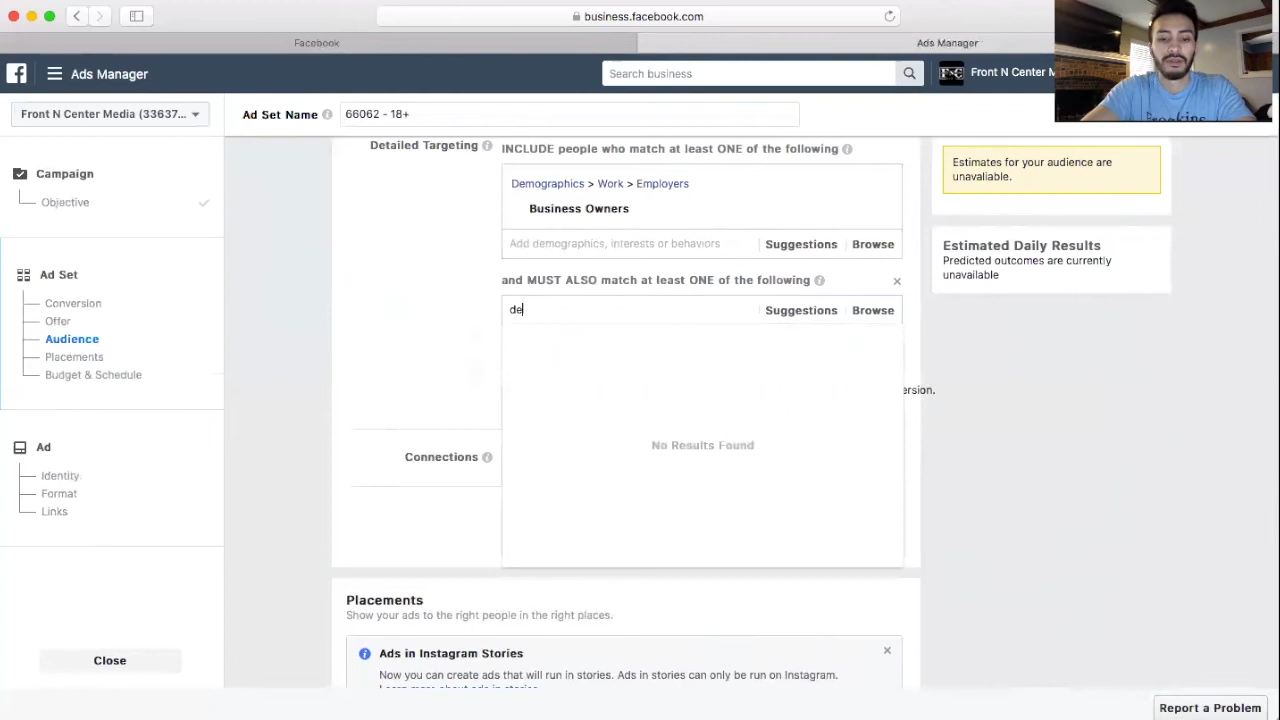 business.facebook.com
Facebook
Ads Manager
Ads Manager
Search business
Front N Center M
Front N Center Media (33637...
Ad Set Name
66062 - 18+
Campaign
Objective
Ad Set
Conversion
Offer
Audience
Placements
Budget & Schedule
Ad
Identity
Format
Links
Close
Detailed Targeting
INCLUDE people who match at least ONE of the following
Demographics > Work > Employers
Business Owners
Add demographics, interests or behaviors
Suggestions
Browse
and MUST ALSO match at least ONE of the following
de
Suggestions
Browse
ersion.
No Results Found
Connections
Placements
Show your ads to the right people in the right places.
Ads in Instagram Stories
Now you can create ads that will run in stories. Ads in stories can only be run on Instagram.
Learn more about ads in stories
Estimates for your audience are
unavailable.
Estimated Daily Results
Predicted outcomes are currently
unavailable
Report a Problem